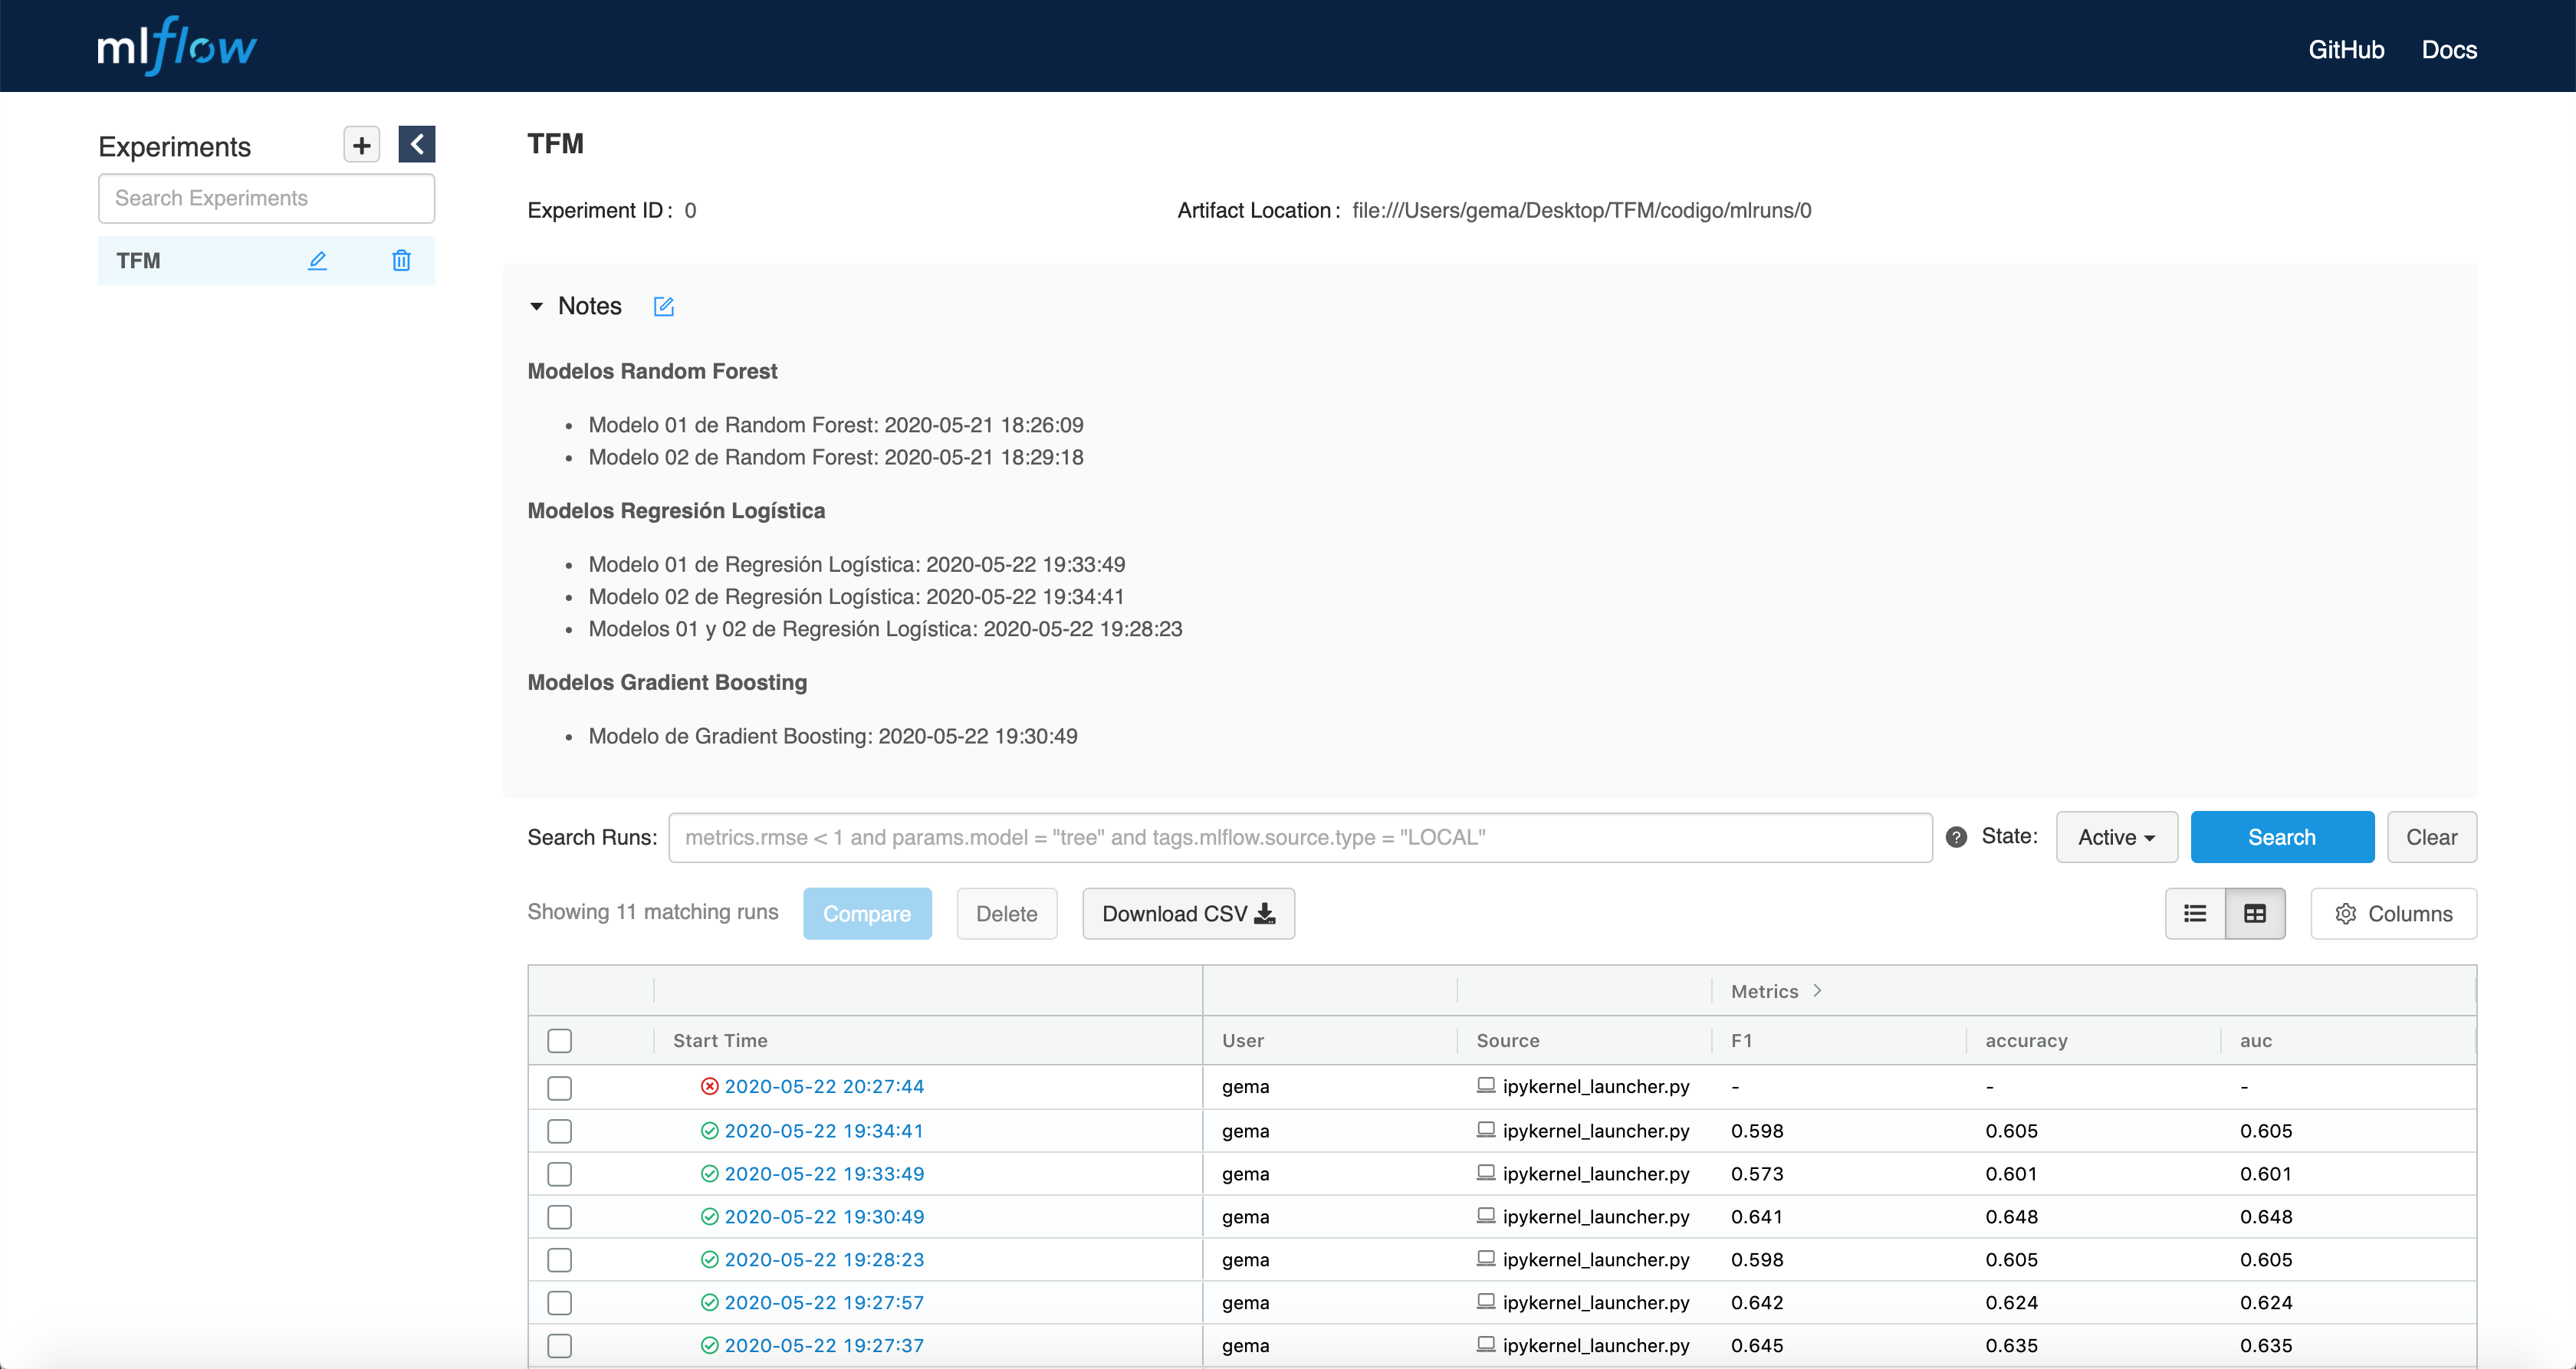 mlflow
GitHub Docs
Experiments
Search Experiments
TFM
TFM
Experiment ID: 0
Artifact Location: file:///Users/gema/Desktop/TFM/codigo/mlruns/0
Notes
Modelos Random Forest
• Modelo 01 de Random Forest: 2020-05-21 18:26:09
• Modelo 02 de Random Forest: 2020-05-21 18:29:18
Modelos Regresión Logística
• Modelo 01 de Regresión Logística: 2020-05-22 19:33:49
• Modelo 02 de Regresión Logística: 2020-05-22 19:34:41
• Modelos 01 y 02 de Regresión Logística: 2020-05-22 19:28:23
Modelos Gradient Boosting
• Modelo de Gradient Boosting: 2020-05-22 19:30:49
Search Runs: metrics.rmse < 1 and params.model = "tree" and tags.mlflow.source.type = "LOCAL" ? State: Active Search Clear
Showing 11 matching runs Compare Delete Download CSV Columns
Metrics >
Start Time User Source F1 accuracy auc
2020-05-22 20:27:44 gema ipykernel_launcher.py - - -
2020-05-22 19:34:41 gema ipykernel_launcher.py 0.598 0.605 0.605
2020-05-22 19:33:49 gema ipykernel_launcher.py 0.573 0.601 0.601
2020-05-22 19:30:49 gema ipykernel_launcher.py 0.641 0.648 0.648
2020-05-22 19:28:23 gema ipykernel_launcher.py 0.598 0.605 0.605
2020-05-22 19:27:57 gema ipykernel_launcher.py 0.642 0.624 0.624
2020-05-22 19:27:37 gema ipykernel_launcher.py 0.645 0.635 0.635